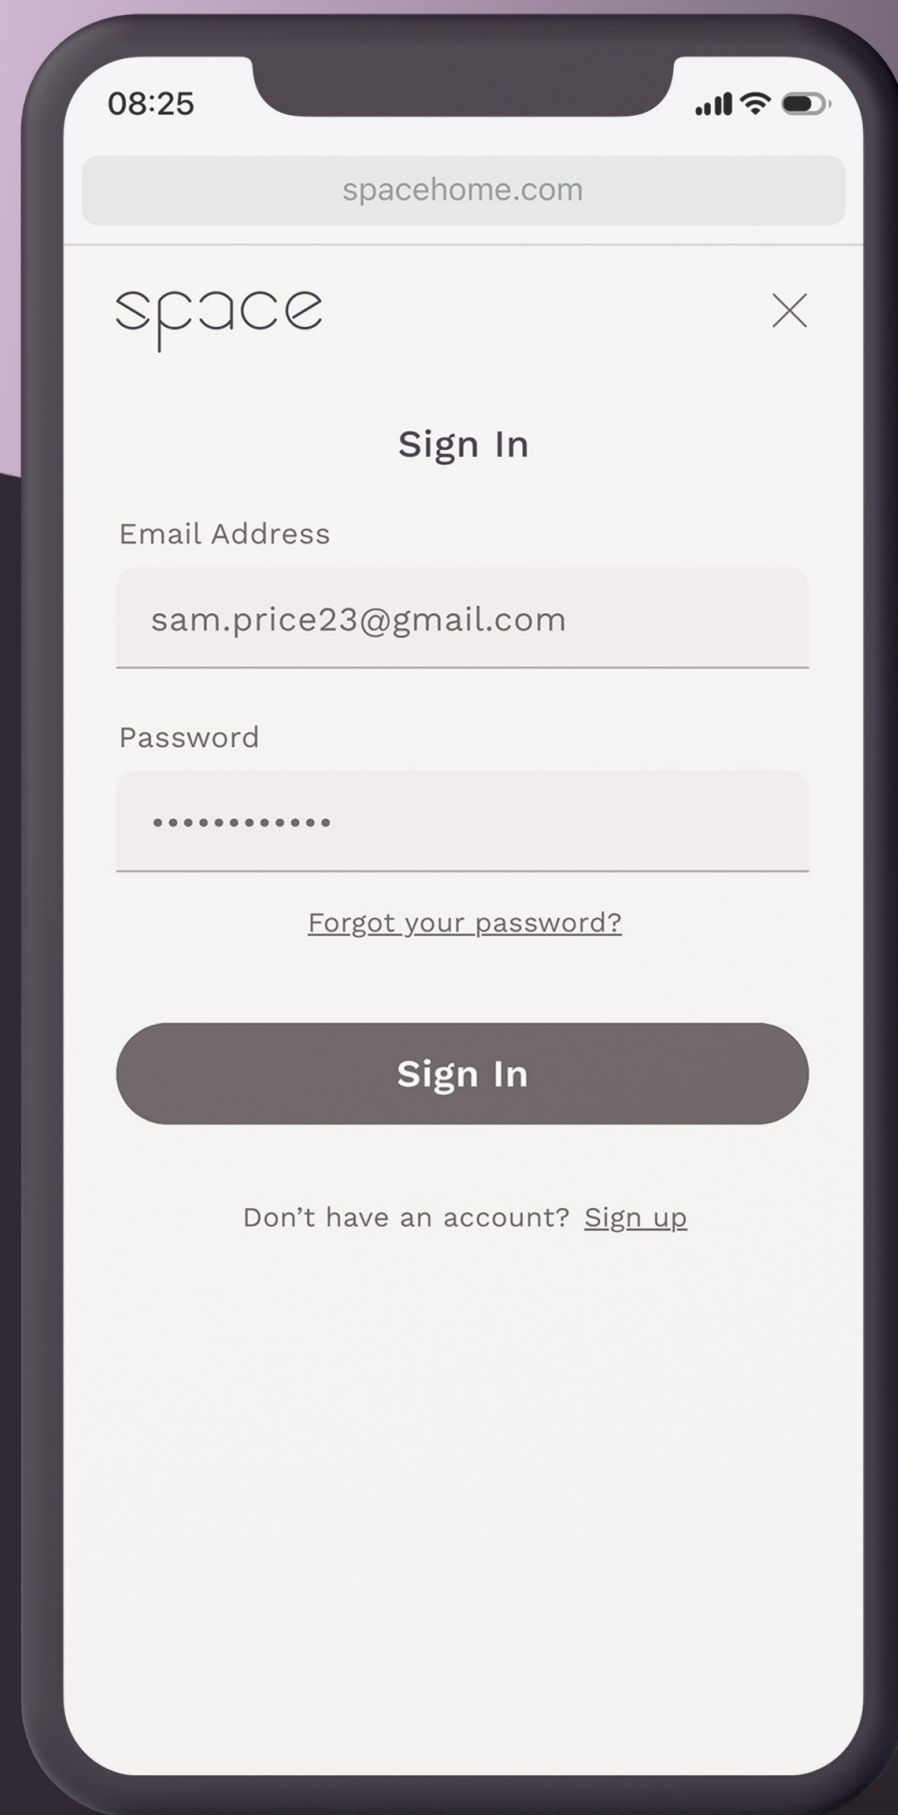 08:25
spacehome.com
space
Sign In
Email Address
sam.price23@gmail.com
Password
••••••••••••
Forgot your password?
Sign In
Don’t have an account? Sign up